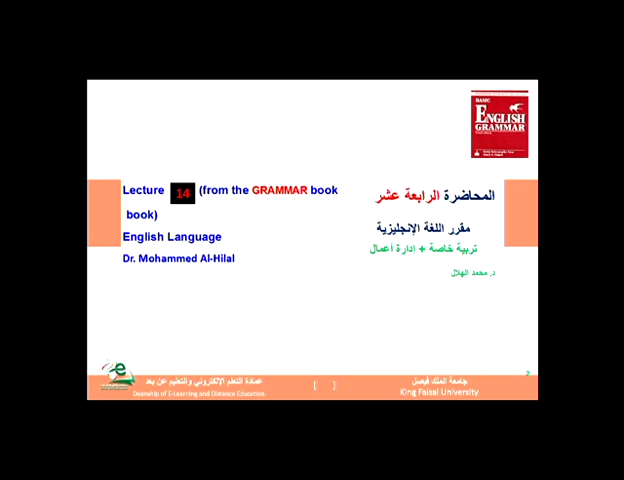 BASIC
ENGLISH
GRAMMAR
Lecture 14 (from the GRAMMAR book
book)
English Language
Dr. Mohammed Al-Hilal
المحاضرة الرابعة عشر
مقرر اللغة الإنجليزية
تربية خاصة + ادارة أعمال
د. محمد الهلال
2
عمادة التعلم الإلكتروني والتعليم عن بعد
Deanship of E-Learning and Distance Education
[ ]
جامعة الملك فيصل
King Faisal University